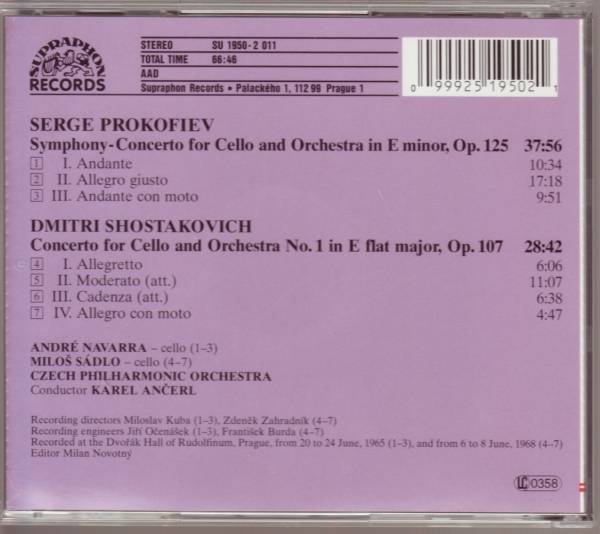 SUPRAPHON
RECORDS
STEREO SU 1950-2 011
TOTAL TIME 66:46
AAD
Supraphon Records • Palackého 1, 112 99 Prague 1
0 99925 19502 1
SERGE PROKOFIEV
Symphony-Concerto for Cello and Orchestra in E minor, Op. 125 37:56
1 I. Andante 10:34
2 II. Allegro giusto 17:18
3 III. Andante con moto 9:51
DMITRI SHOSTAKOVICH
Concerto for Cello and Orchestra No. 1 in E flat major, Op. 107 28:42
4 I. Allegretto 6:06
5 II. Moderato (att.) 11:07
6 III. Cadenza (att.) 6:38
7 IV. Allegro con moto 4:47
ANDRÉ NAVARRA – cello (1–3)
MILOŠ SÁDLO – cello (4–7)
CZECH PHILHARMONIC ORCHESTRA
Conductor KAREL ANČERL
Recording directors Miloslav Kuba (1–3), Zdeněk Zahradník (4–7)
Recording engineers Jiří Očenášek (1–3), František Burda (4–7)
Recorded at the Dvořák Hall of Rudolfinum, Prague, from 20 to 24 June, 1965 (1–3), and from 6 to 8 June, 1968 (4–7)
Editor Milan Novotný
LC 0358